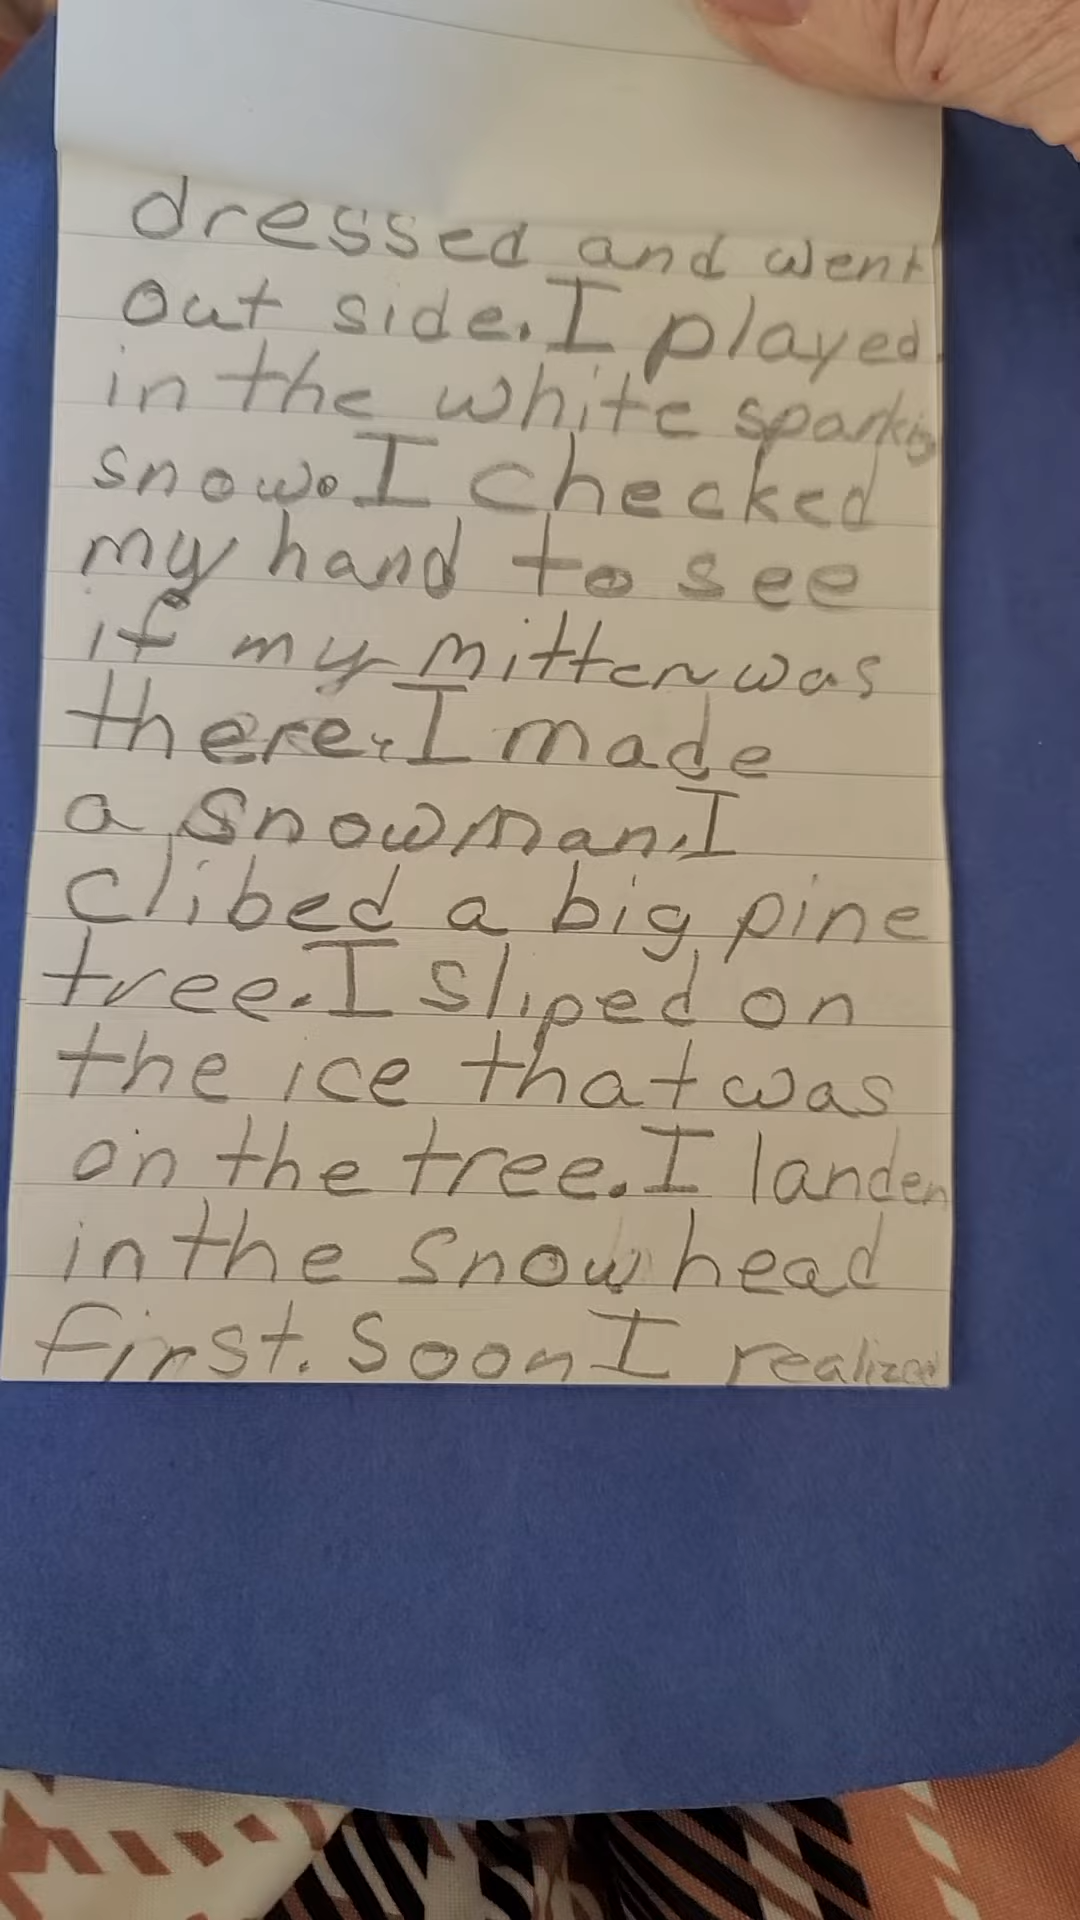 dressed and went
out side. I played
in the white
snow. I checked
my hand to see
if my mitten was
there. I made
a snowman. I
clibed a big pine
tree. I sliped on
the ice that was
on the tree. I landen
in the snow head
first. Soon I realized